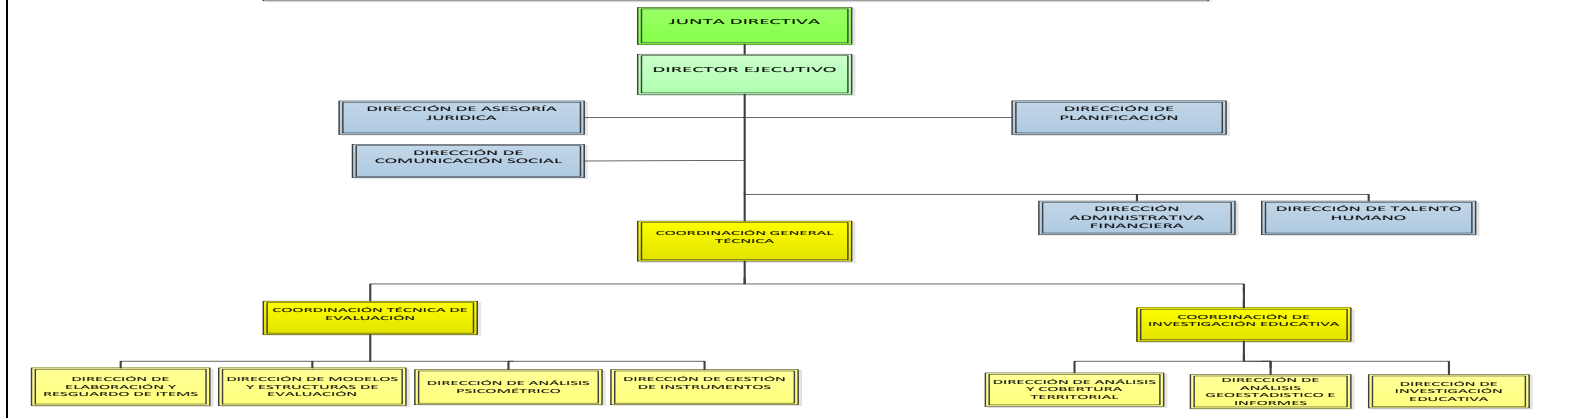 JUNTA DIRECTIVA
DIRECTOR EJECUTIVO
DIRECCIÓN DE ASESORÍA
JURIDICA
DIRECCIÓN DE
PLANIFICACIÓN
DIRECCIÓN DE
COMUNICACIÓN SOCIAL
DIRECCIÓN
ADMINISTRATIVA
FINANCIERA
DIRECCIÓN DE TALENTO
HUMANO
COORDINACIÓN GENERAL
TÉCNICA
COORDINACIÓN TÉCNICA DE
EVALUACIÓN
COORDINACIÓN DE
INVESTIGACIÓN EDUCATIVA
DIRECCIÓN DE
ELABORACIÓN Y
RESGUARDO DE ITEMS
DIRECCIÓN DE MODELOS
Y ESTRUCTURAS DE
EVALUACIÓN
DIRECCIÓN DE ANÁLISIS
PSICOMÉTRICO
DIRECCIÓN DE GESTIÓN
DE INSTRUMENTOS
DIRECCIÓN DE ANÁLISIS
Y COBERTURA
TERRITORIAL
DIRECCIÓN DE
ANÁLISIS
GEOESTADÍSTICO E
INFORMES
DIRECCIÓN DE
INVESTIGACIÓN
EDUCATIVA